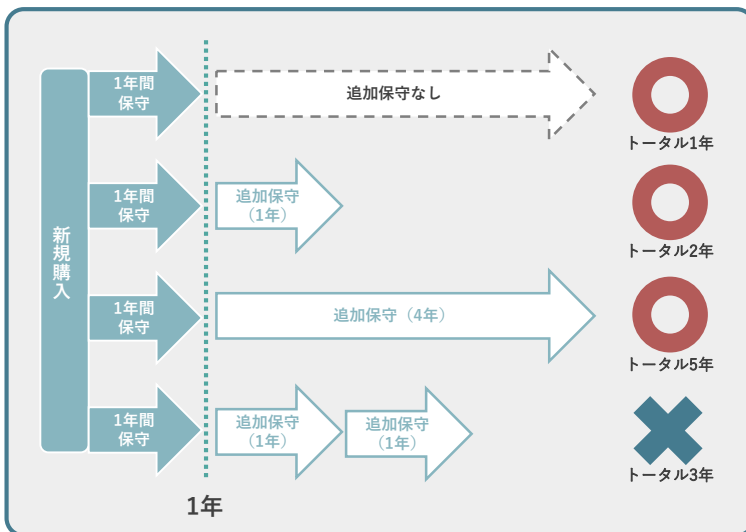 新規購入
1年間
保守
追加保守なし
トータル1年
1年間
保守
追加保守
（1年）
トータル2年
1年間
保守
追加保守（4年）
トータル5年
1年間
保守
追加保守
（1年）
追加保守
（1年）
トータル3年
1年